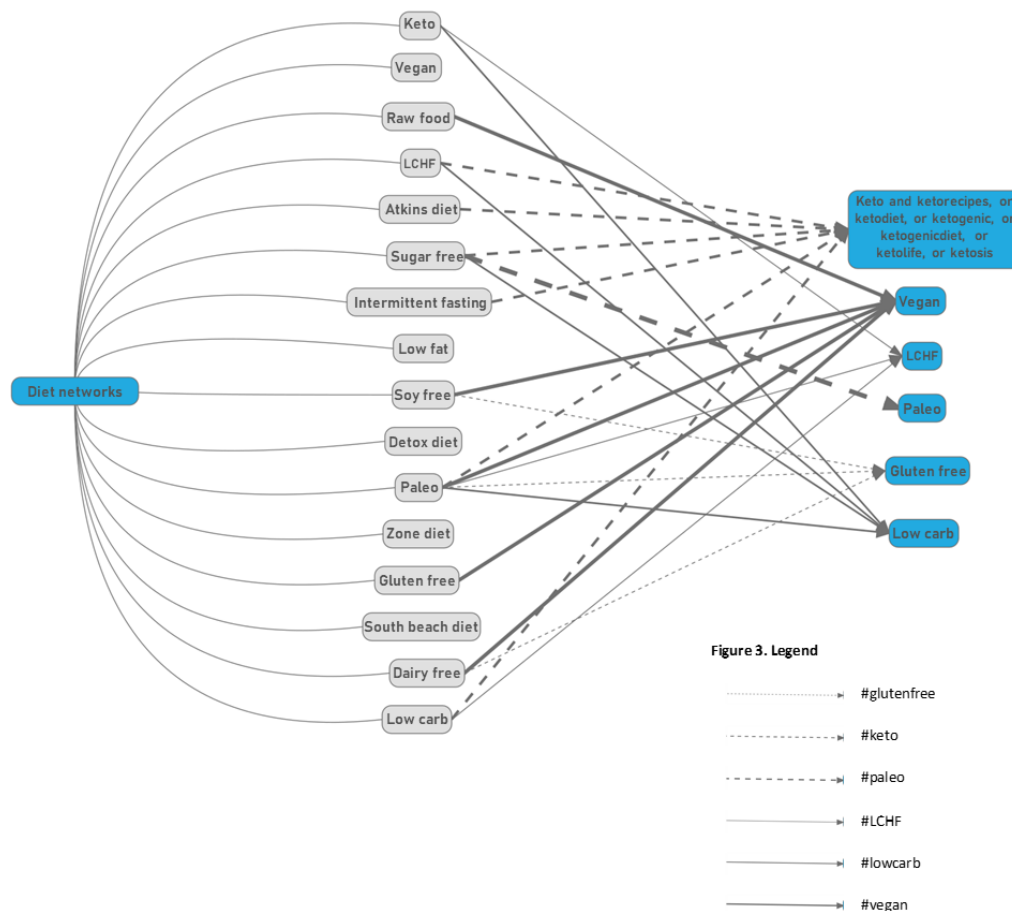 Keto
Vegan
Raw food
LCHF
Atkins diet
Sugar free
Intermittent fasting
Low fat
Diet networks
Soy free
Detox diet
Paleo
Zone diet
Gluten free
South beach diet
Dairy free
Low carb
Keto and ketorecipes, or
ketodiet, or ketogenic, or
ketogenicdiet, or
ketolife, or ketosis
Vegan
LCHF
Paleo
Gluten free
Low carb
Figure 3. Legend
#glutenfree
#keto
#paleo
#LCHF
#lowcarb
#vegan